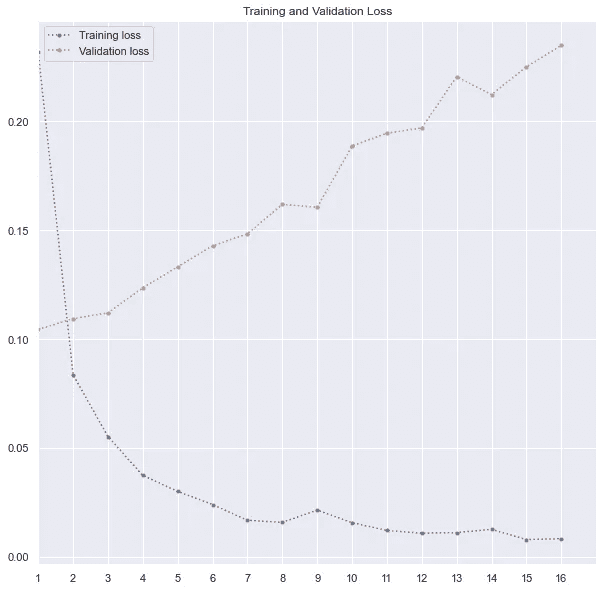 Training and Validation Loss
Training loss
Validation loss
0.20
0.15
0.10
0.05
0.00
1 2 3 4 5 6 7 8 9 10 11 12 13 14 15 16